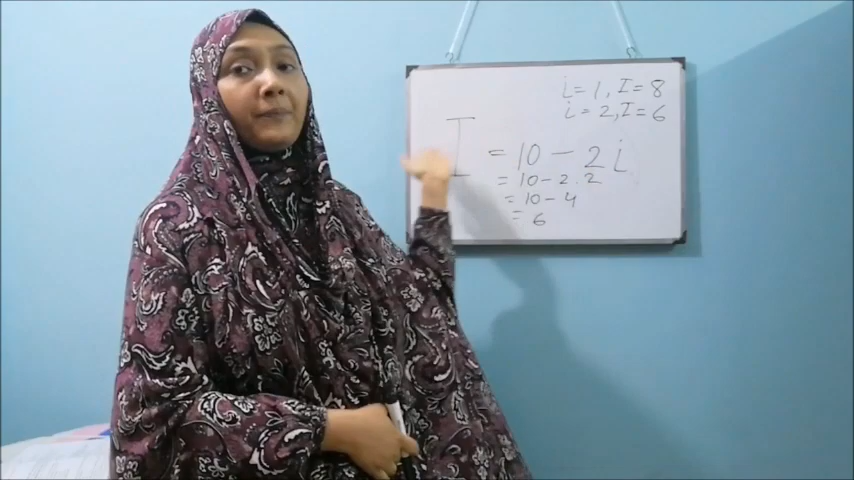 i = 1, I = 8
i = 2, I = 6
I = 10 - 2i
= 10 - 2.2
= 10 - 4
= 6